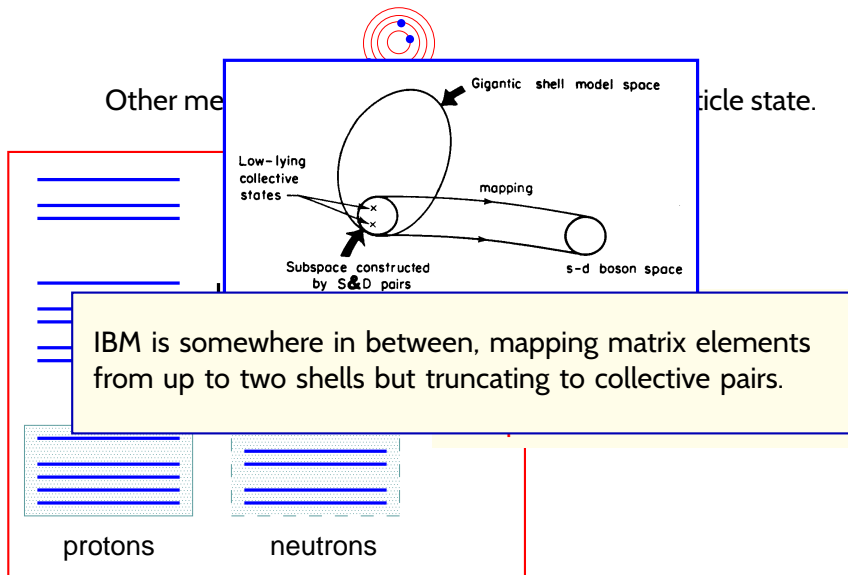 Other me
ticle state.
Gigantic shell model space
Low-lying
collective
states
mapping
Subspace constructed
by S&D pairs
s-d boson space
IBM is somewhere in between, mapping matrix elements
from up to two shells but truncating to collective pairs.
protons
neutrons